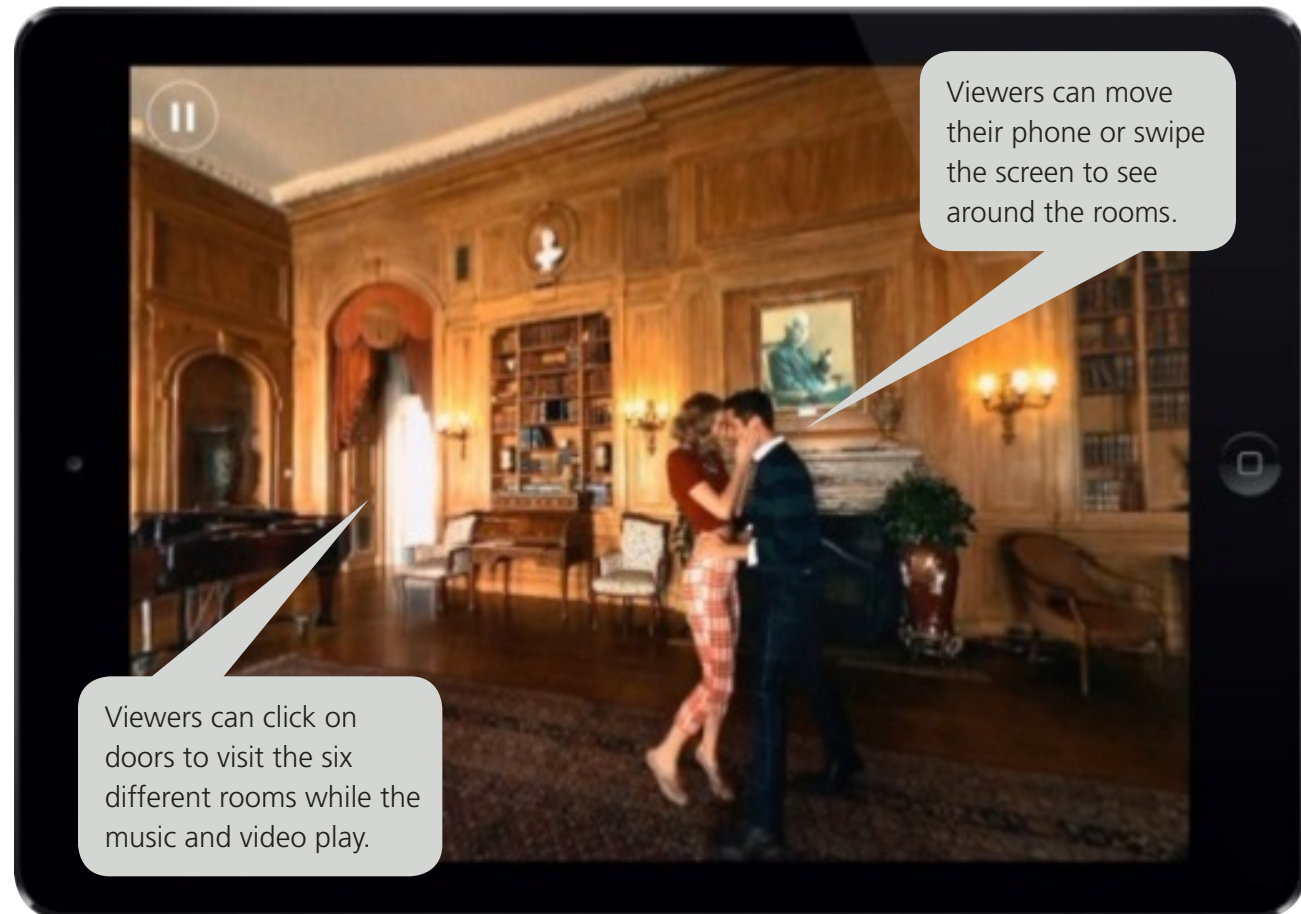 Viewers can move
their phone or swipe
the screen to see
around the rooms.
Viewers can click on
doors to visit the six
different rooms while the
music and video play.